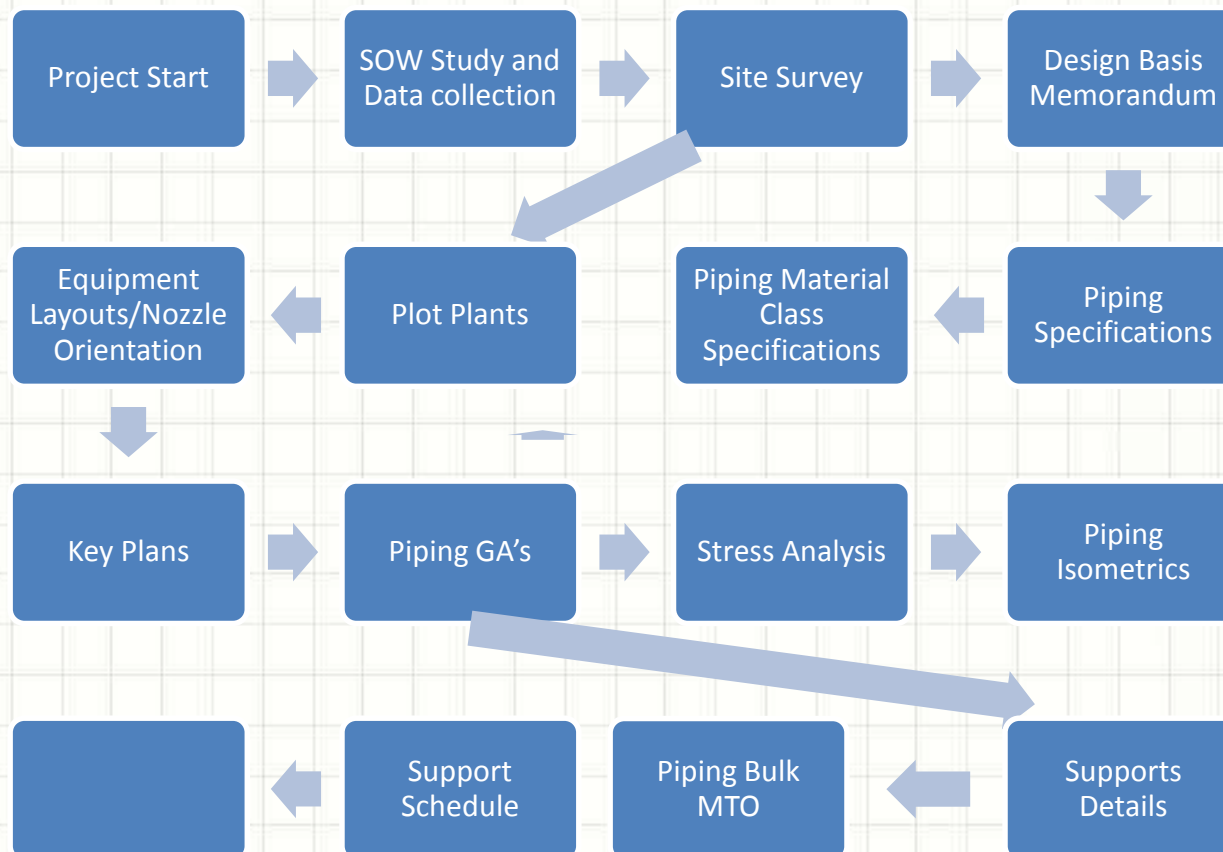 Project Start
SOW Study and
Data collection
Site Survey
Design Basis
Memorandum
Equipment
Layouts/Nozzle
Orientation
Plot Plants
Piping Material
Class
Specifications
Piping
Specifications
Key Plans
Piping GA’s
Stress Analysis
Piping
Isometrics
Support
Schedule
Piping Bulk
MTO
Supports
Details